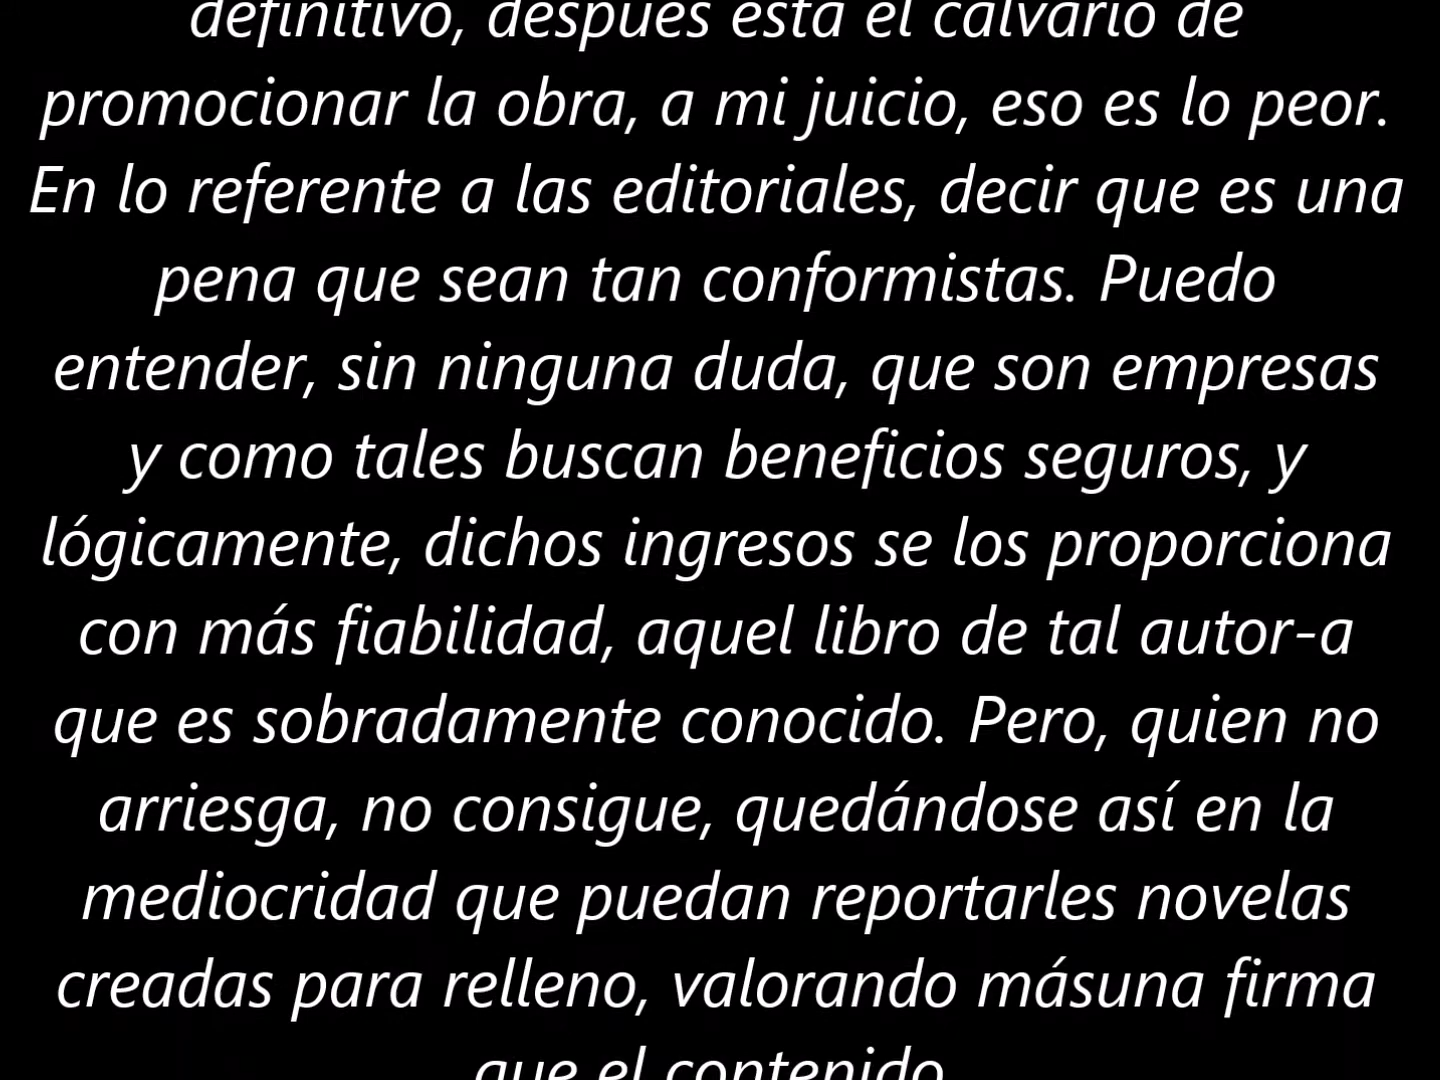 definitivo, después está el calvario de
promocionar la obra, a mi juicio, eso es lo peor.
En lo referente a las editoriales, decir que es una
pena que sean tan conformistas. Puedo
entender, sin ninguna duda, que son empresas
y como tales buscan beneficios seguros, y
lógicamente, dichos ingresos se los proporciona
con más fiabilidad, aquel libro de tal autor-a
que es sobradamente conocido. Pero, quien no
arriesga, no consigue, quedándose así en la
mediocridad que puedan reportarles novelas
creadas para relleno, valorando másuna firma
que el contenido